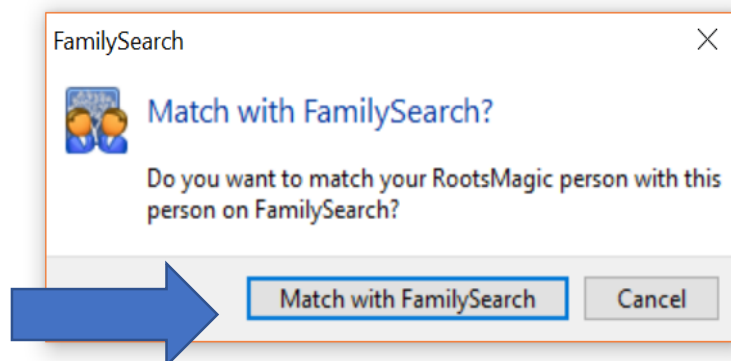 FamilySearch
Match with FamilySearch?
Do you want to match your RootsMagic person with this
person on FamilySearch?
Match with FamilySearch Cancel